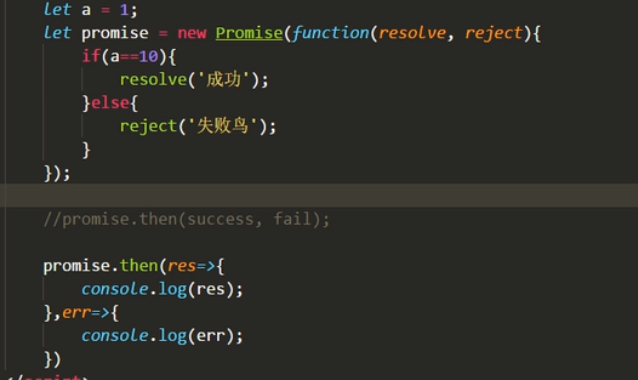 let a = 1;
let promise = new Promise(function(resolve, reject){
if(a==10){
resolve('成功');
}else{
reject('失败鸟');
}
});
//promise.then(success, fail);
promise.then(res=>{
console.log(res);
},err=>{
console.log(err);
})